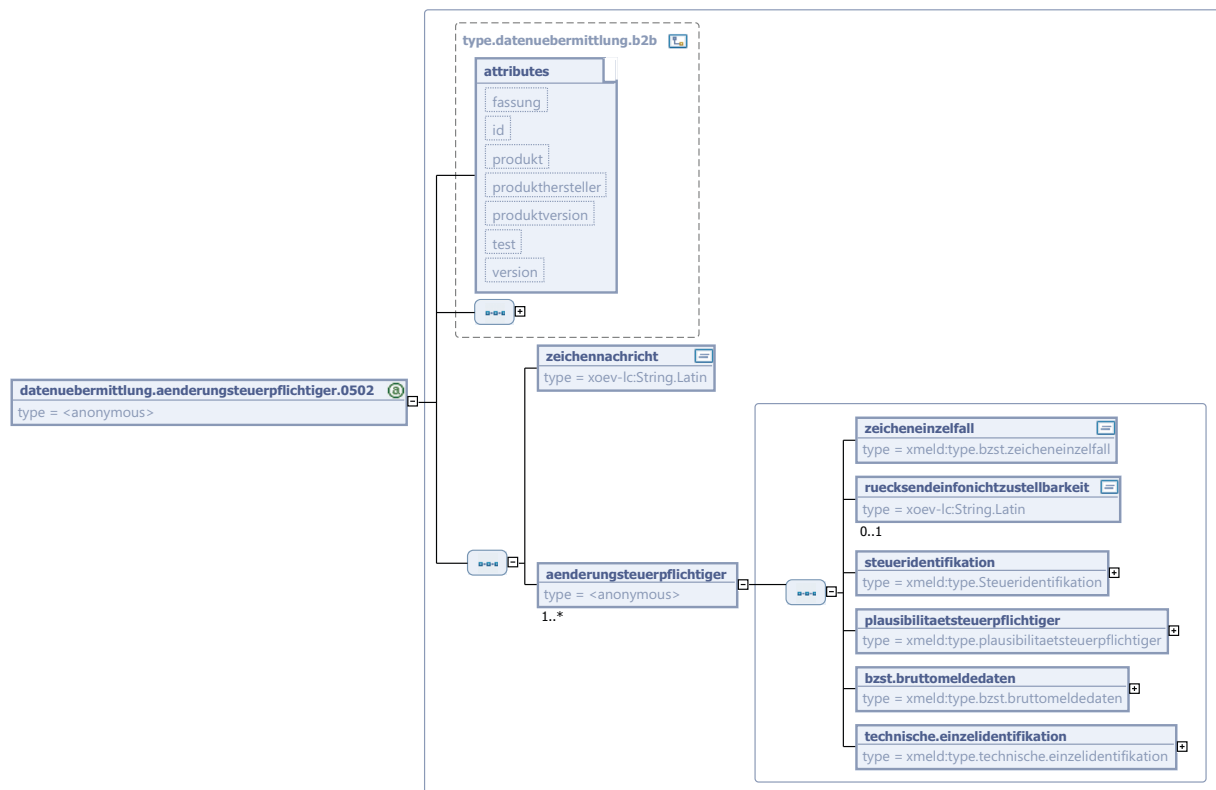 type.datenuebermittlung.b2b
attributes
fassung
id
produkt
produkthersteller
produktversion
test
version
datenuebermittlung.aenderungsteuerpflichtiger.0502
type = <anonymous>
zeichennachricht
type = xoev-lc:String.Latin
aenderungsteuerpflichtiger
type = <anonymous>
1..*
zeicheneinzelfall
type = xmeld:type.bzst.zeicheneinzelfall
ruecksendeinfonichtzustellbarkeit
type = xoev-lc:String.Latin
0..1
steueridentifikation
type = xmeld:type.Steueridentifikation
plausibilitaetsteuerpflichtiger
type = xmeld:type.plausibilitaetsteuerpflichtiger
bzst.bruttomeldedaten
type = xmeld:type.bzst.bruttomeldedaten
technische.einzelidentifikation
type = xmeld:type.technische.einzelidentifikation